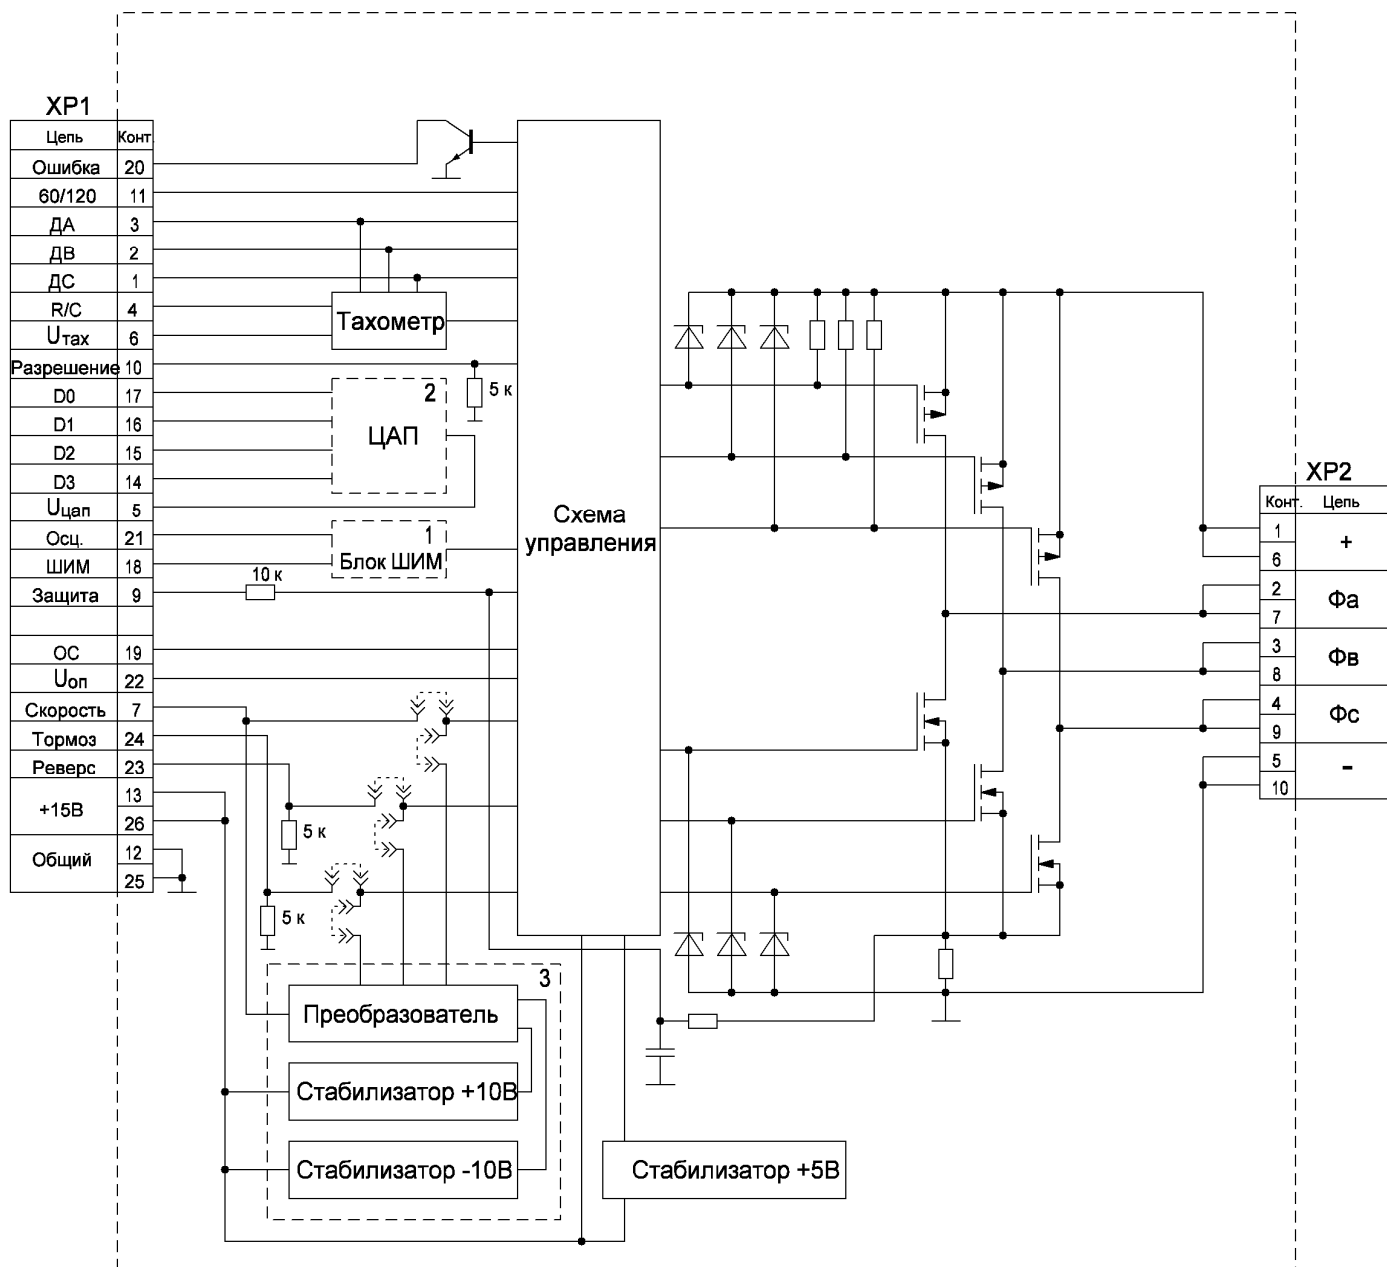 XP1
Цепь Конт.
Ошибка 20
60/120 11
ДА 3
ДВ 2
ДС 1
R/C 4
Uтах 6
Разрешение 10
D0 17
D1 16
D2 15
D3 14
Uцап 5
Осц. 21
ШИМ 18
Защита 9
ОС 19
Uоп 22
Скорость 7
Тормоз 24
Реверс 23
+15В 13
26
Общий 12
25
Тахометр
5 к
2
ЦАП
1
Блок ШИМ
10 к
5 к
5 к
Схема
управления
3
Преобразователь
Стабилизатор +10В
Стабилизатор -10В
Стабилизатор +5В
XP2
Конт. Цепь
1 +
6
2 Фа
7
3 Фв
8
4 Фс
9
5 -
10